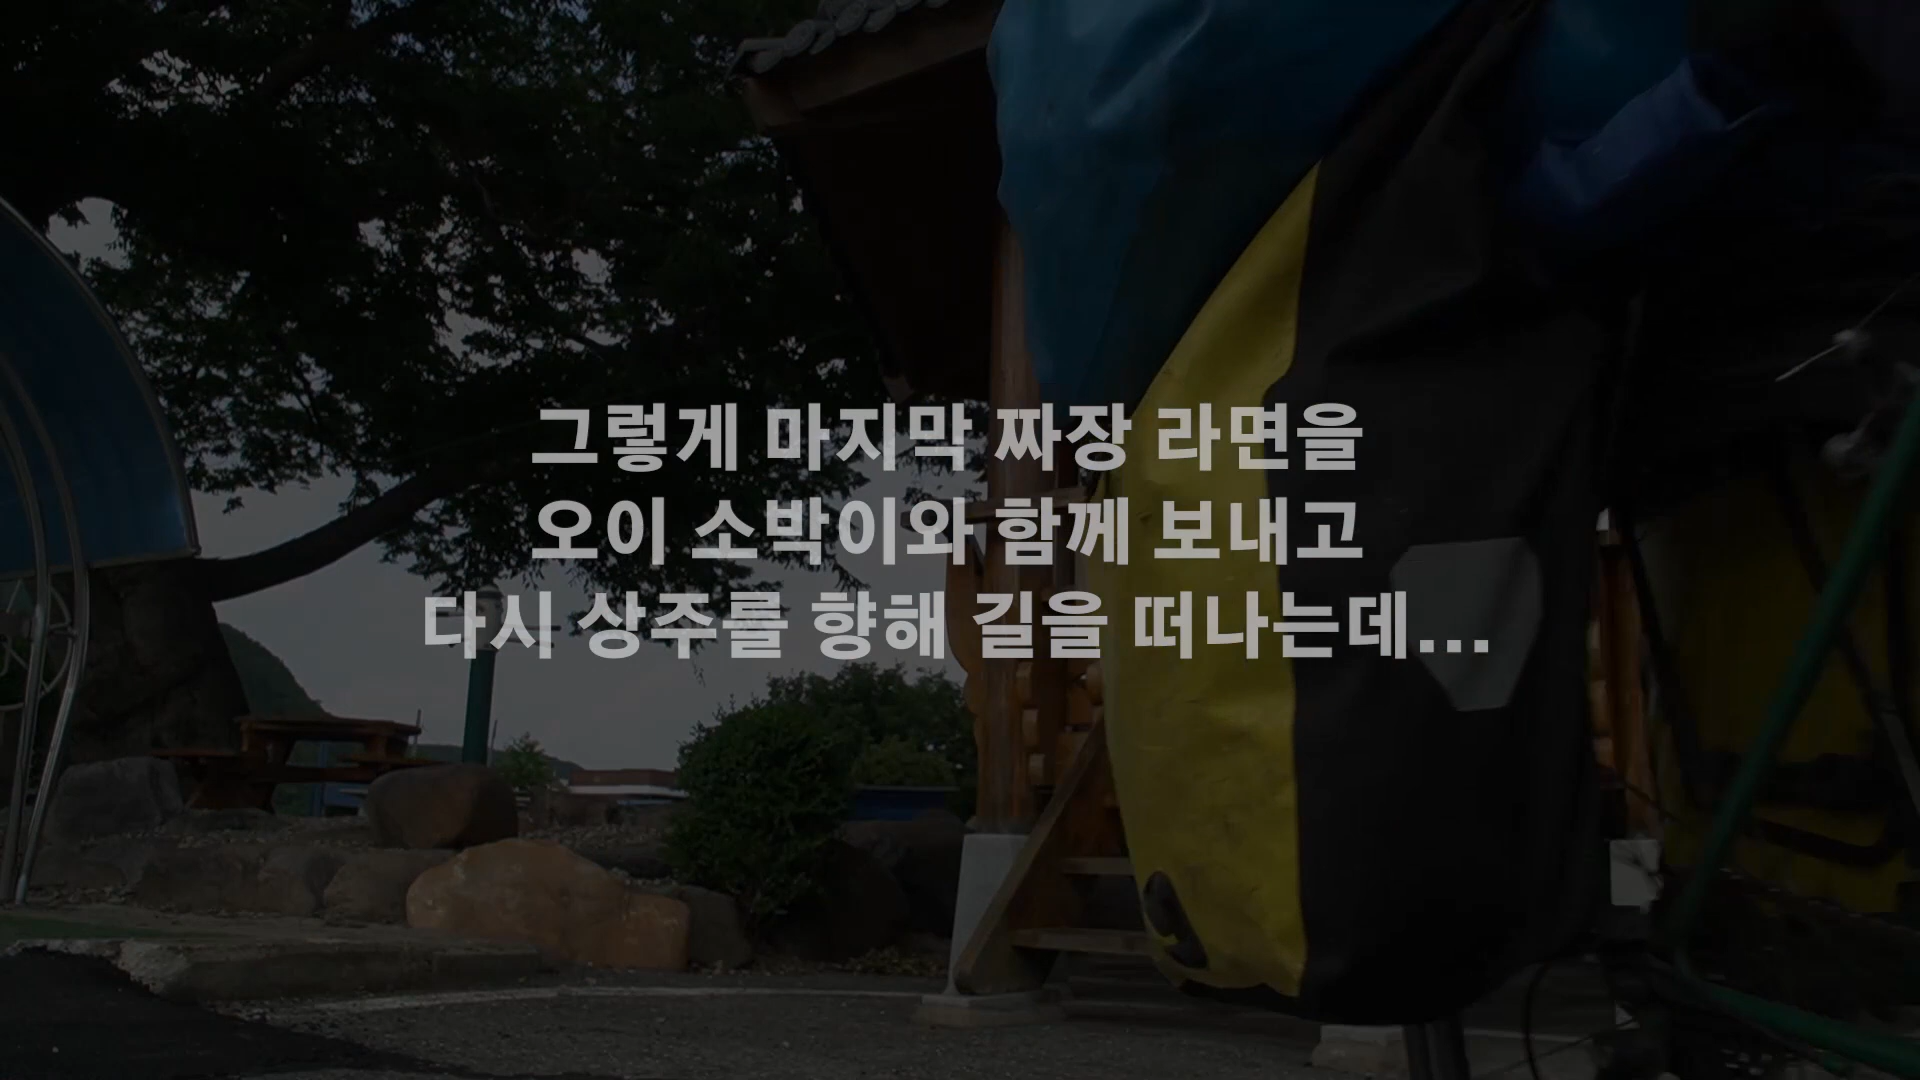 그렇게 마지막 짜장 라면을
오이 소박이와 함께 보내고
다시 상주를 향해 길을 떠나는데...